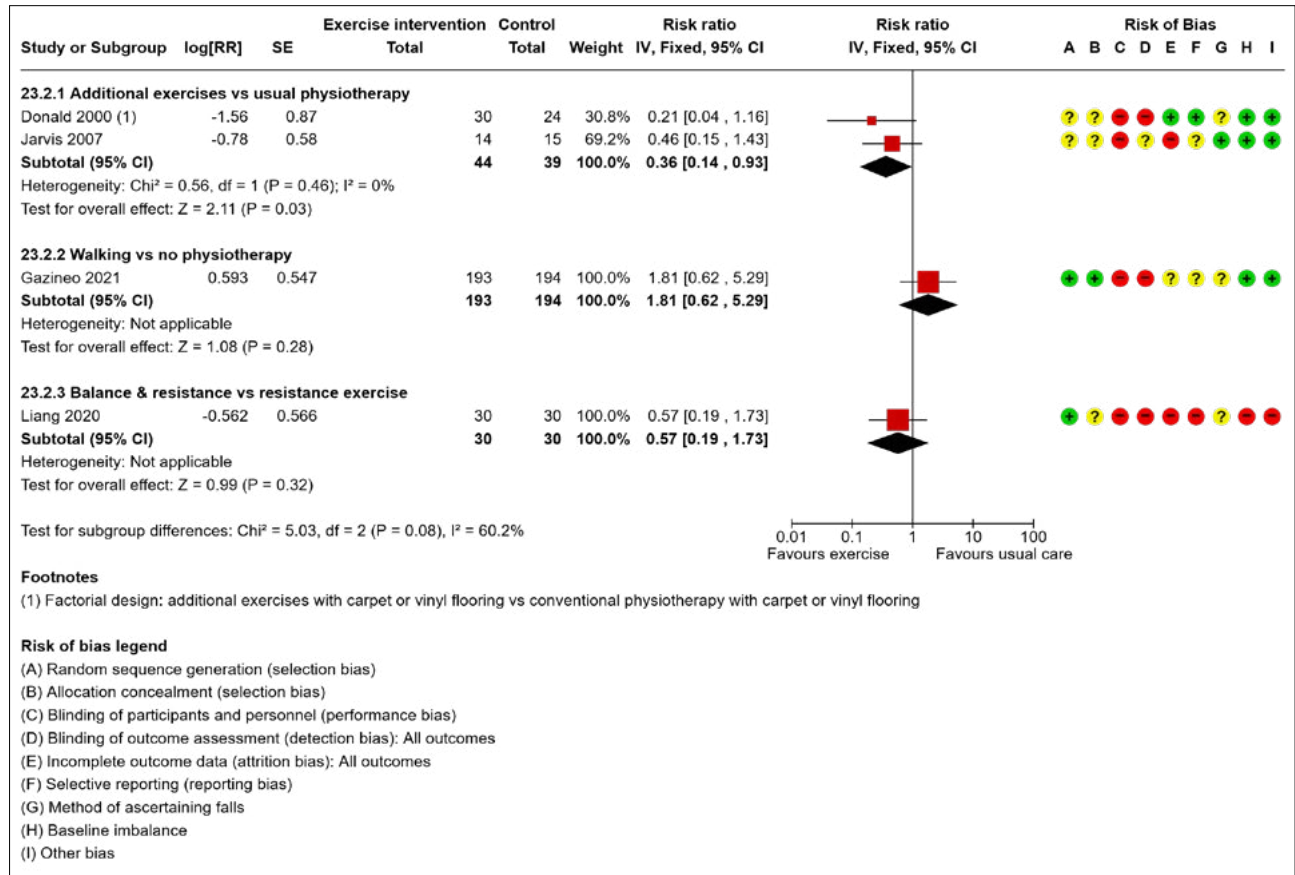 Exercise intervention Control Risk ratio Risk ratio Risk of Bias
Study or Subgroup log[RR] SE Total Total Weight IV, Fixed, 95% CI IV, Fixed, 95% CI A B C D E F G H I
23.2.1 Additional exercises vs usual physiotherapy
Donald 2000 (1) -1.56 0.87 30 24 30.8% 0.21 [0.04 , 1.16] ? ? - - + + ? + +
Jarvis 2007 -0.78 0.58 14 15 69.2% 0.46 [0.15 , 1.43] ? ? - ? - ? + + +
Subtotal (95% CI) 44 39 100.0% 0.36 [0.14 , 0.93]
Heterogeneity: Chi² = 0.56, df = 1 (P = 0.46); I² = 0%
Test for overall effect: Z = 2.11 (P = 0.03)
23.2.2 Walking vs no physiotherapy
Gazineo 2021 0.593 0.547 193 194 100.0% 1.81 [0.62 , 5.29] + + - - ? ? ? + +
Subtotal (95% CI) 193 194 100.0% 1.81 [0.62 , 5.29]
Heterogeneity: Not applicable
Test for overall effect: Z = 1.08 (P = 0.28)
23.2.3 Balance & resistance vs resistance exercise
Liang 2020 -0.562 0.566 30 30 100.0% 0.57 [0.19 , 1.73] + ? - - - - ? - -
Subtotal (95% CI) 30 30 100.0% 0.57 [0.19 , 1.73]
Heterogeneity: Not applicable
Test for overall effect: Z = 0.99 (P = 0.32)
Test for subgroup differences: Chi² = 5.03, df = 2 (P = 0.08), I² = 60.2%
0.01 0.1 1 10 100
Favours exercise Favours usual care
Footnotes
(1) Factorial design: additional exercises with carpet or vinyl flooring vs conventional physiotherapy with carpet or vinyl flooring
Risk of bias legend
(A) Random sequence generation (selection bias)
(B) Allocation concealment (selection bias)
(C) Blinding of participants and personnel (performance bias)
(D) Blinding of outcome assessment (detection bias): All outcomes
(E) Incomplete outcome data (attrition bias): All outcomes
(F) Selective reporting (reporting bias)
(G) Method of ascertaining falls
(H) Baseline imbalance
(I) Other bias